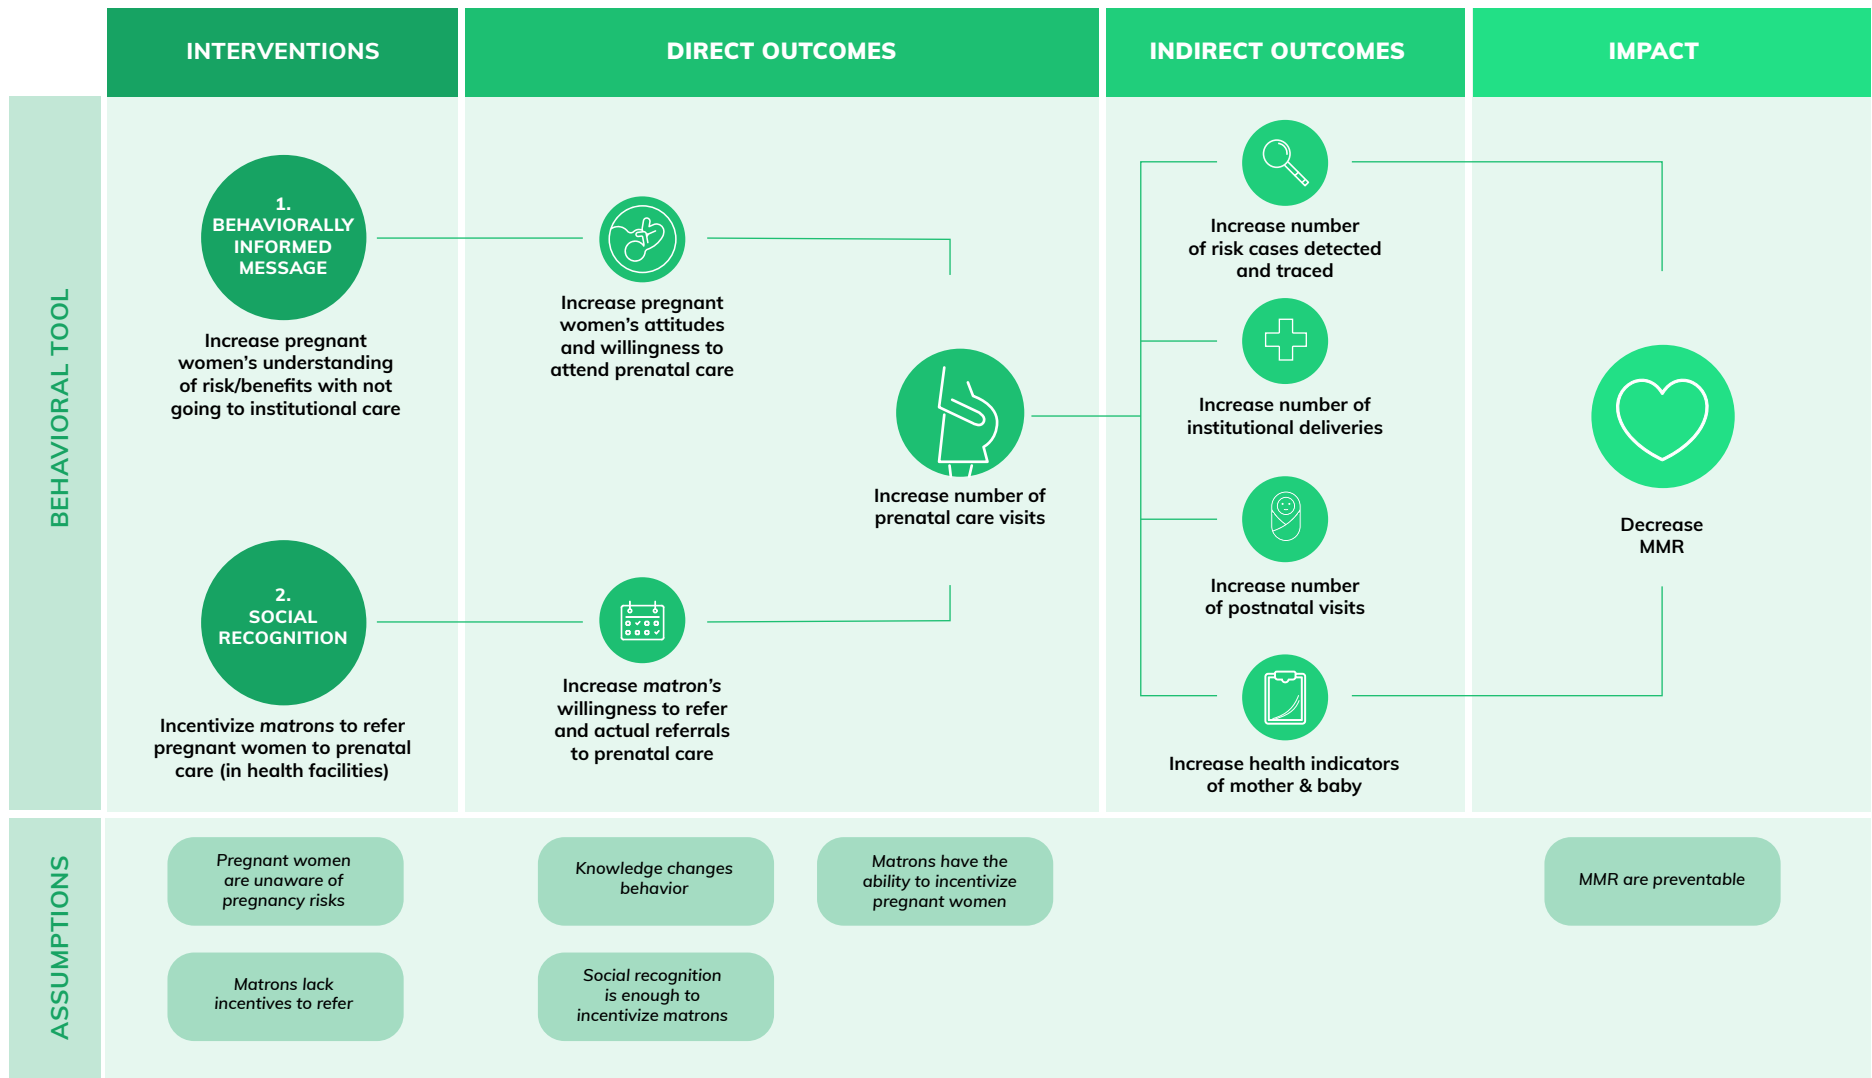 INTERVENTIONS
DIRECT OUTCOMES
INDIRECT OUTCOMES
IMPACT
BEHAVIORAL TOOL
1.
BEHAVIORALLY
INFORMED
MESSAGE
Increase pregnant
women’s understanding
of risk/benefits with not
going to institutional care
2.
SOCIAL
RECOGNITION
Incentivize matrons to refer
pregnant women to prenatal
care (in health facilities)
Increase pregnant
women’s attitudes
and willingness to
attend prenatal care
Increase matron’s
willingness to refer
and actual referrals
to prenatal care
Increase number of
prenatal care visits
Increase number
of risk cases detected
and traced
Increase number of
institutional deliveries
Increase number
of postnatal visits
Increase health indicators
of mother & baby
Decrease
MMR
ASSUMPTIONS
Pregnant women
are unaware of
pregnancy risks
Matrons lack
incentives to refer
Knowledge changes
behavior
Social recognition
is enough to
incentivize matrons
Matrons have the
ability to incentivize
pregnant women
MMR are preventable